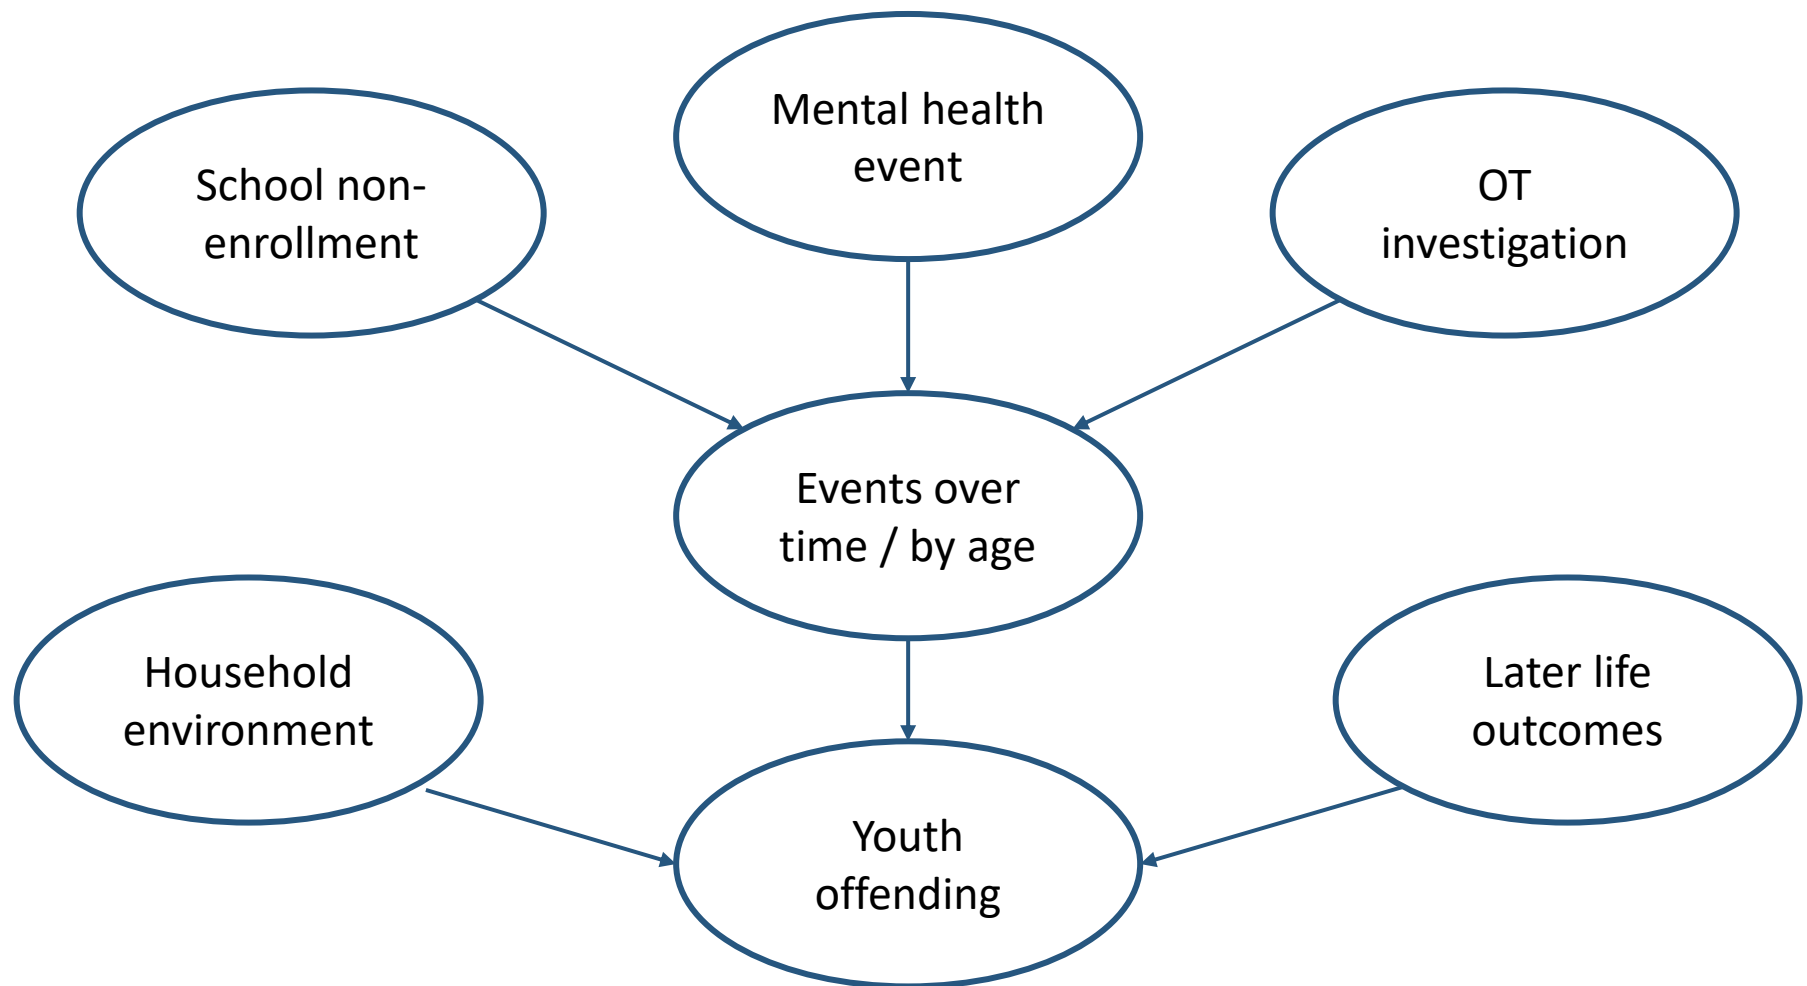 Mental health
event
School non-
enrollment
OT
investigation
Events over
time / by age
Household
environment
Later life
outcomes
Youth
offending